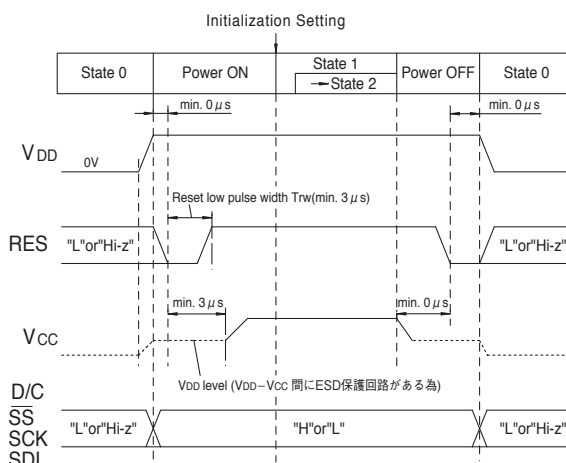 Initialization Setting
State 0
Power ON
State 1
State 2
Power OFF
State 0
min. 0 μs
min. 0 μs
VDD
0V
Reset low pulse width Trw(min. 3 μs)
RES
"L"or"Hi-z"
"L"or"Hi-z"
min. 3 μs
min. 0 μs
VCC
VDD level (VDD–VCC 間にESD保護回路がある為)
D/C
SS
SCK
SDI
"L"or"Hi-z"
"H"or"L"
"L"or"Hi-z"